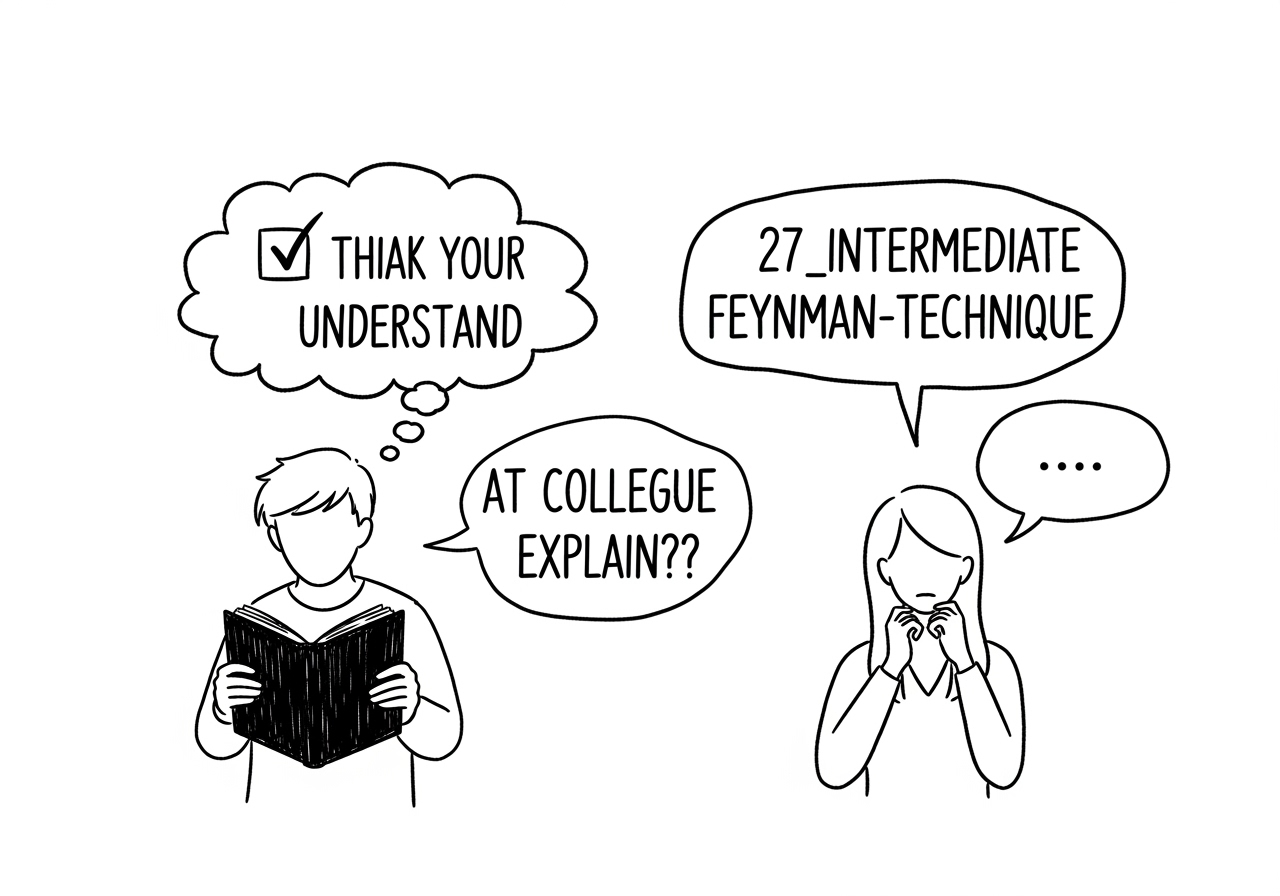 THIAK YOUR
UNDERSTAND
27_INTERMEDIATE
FEYNMAN-TECHNIQUE
AT COLLEGUE
EXPLAIN??
....